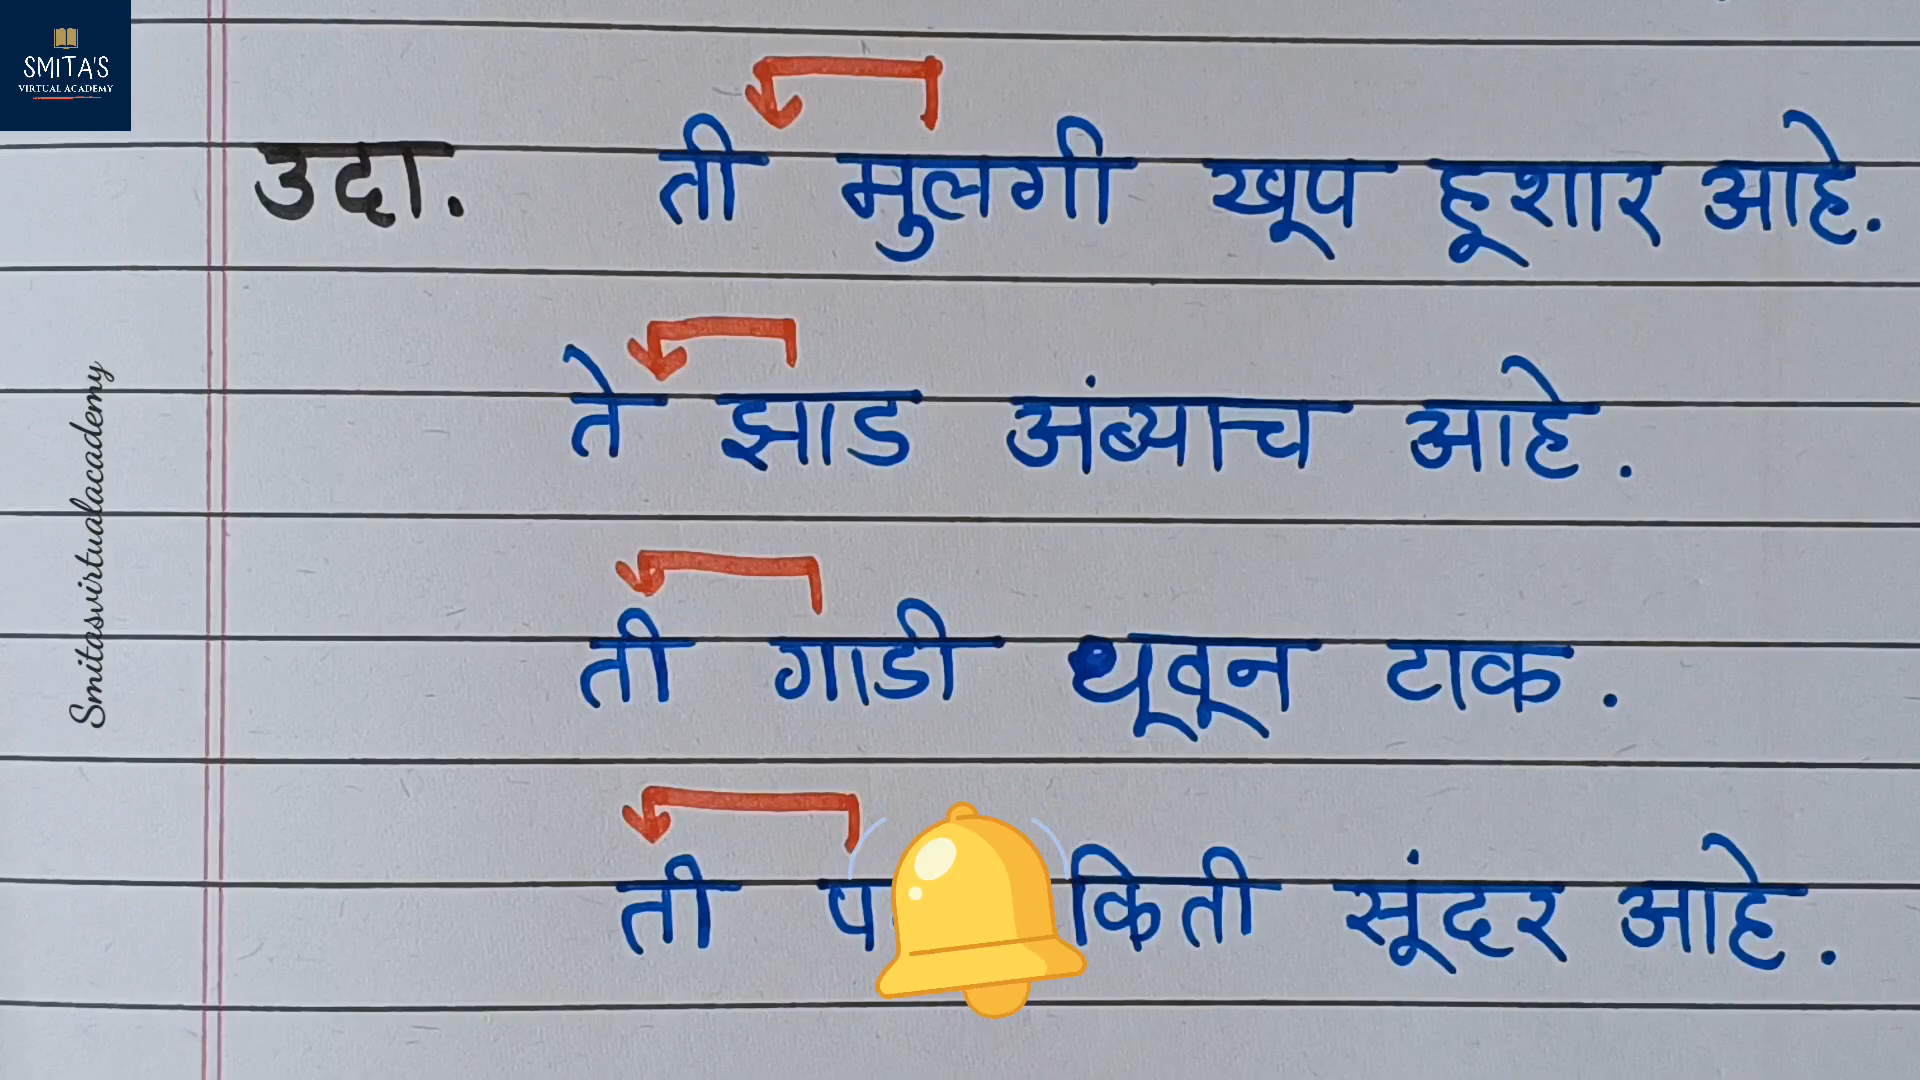 SMITA'S
VIRTUAL ACADEMY
उदा. ती मुलगी खूप हूशार आहे.
ते झाड अंब्याच आहे.
ती गाडी धूवून टाक.
ती किती सूंदर आहे.
Smitasvirtualacademy